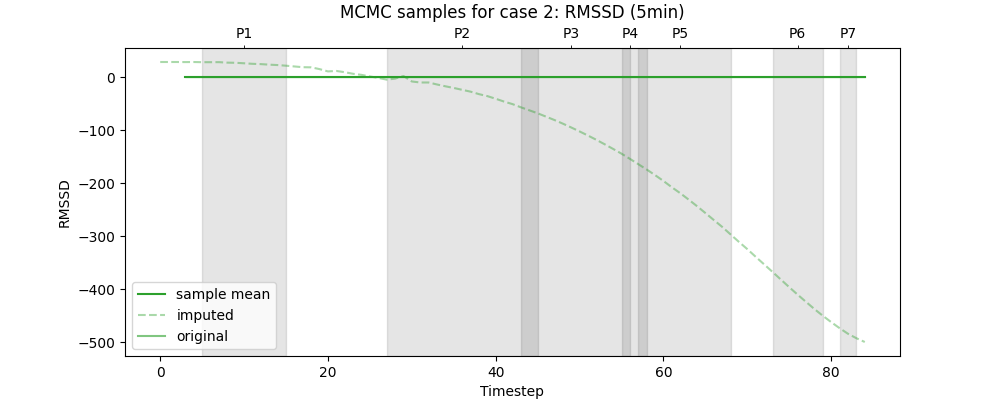 MCMC samples for case 2: RMSSD (5min)
P1 P2 P3 P4 P5 P6 P7
RMSSD
0
−100
−200
−300
−400
−500
sample mean
imputed
original
0 20 40 60 80
Timestep